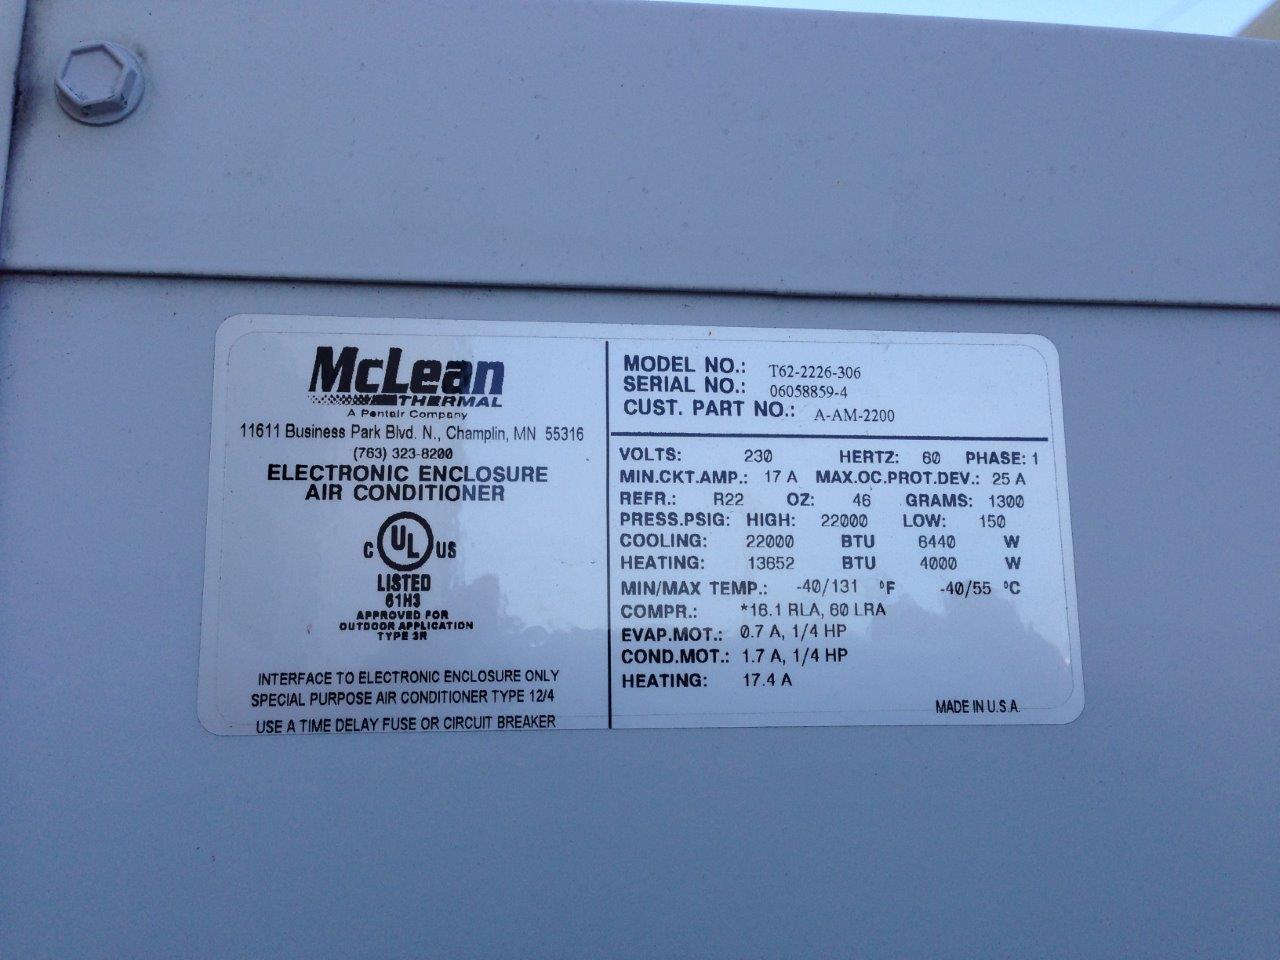 McLean
THERMAL
A Pentair Company
11611 Business Park Blvd. N., Champlin, MN 55316
(763) 323-8200
ELECTRONIC ENCLOSURE
AIR CONDITIONER
C UL US
LISTED
61H3
APPROVED FOR
OUTDOOR APPLICATION
TYPE 3R
INTERFACE TO ELECTRONIC ENCLOSURE ONLY
SPECIAL PURPOSE AIR CONDITIONER TYPE 12/4
USE A TIME DELAY FUSE OR CIRCUIT BREAKER
MODEL NO.: T62-2226-306
SERIAL NO.: 06058859-4
CUST. PART NO.: A-AM-2200
VOLTS: 230 HERTZ: 60 PHASE: 1
MIN.CKT.AMP.: 17 A MAX.OC.PROT.DEV.: 25 A
REFR.: R22 OZ: 46 GRAMS: 1300
PRESS.PSIG: HIGH: 22000 LOW: 150
COOLING: 22000 BTU 6440 W
HEATING: 13652 BTU 4000 W
MIN/MAX TEMP.: -40/131 °F -40/55 °C
COMPR.: *16.1 RLA, 60 LRA
EVAP.MOT.: 0.7 A, 1/4 HP
COND.MOT.: 1.7 A, 1/4 HP
HEATING: 17.4 A
MADE IN U.S.A.